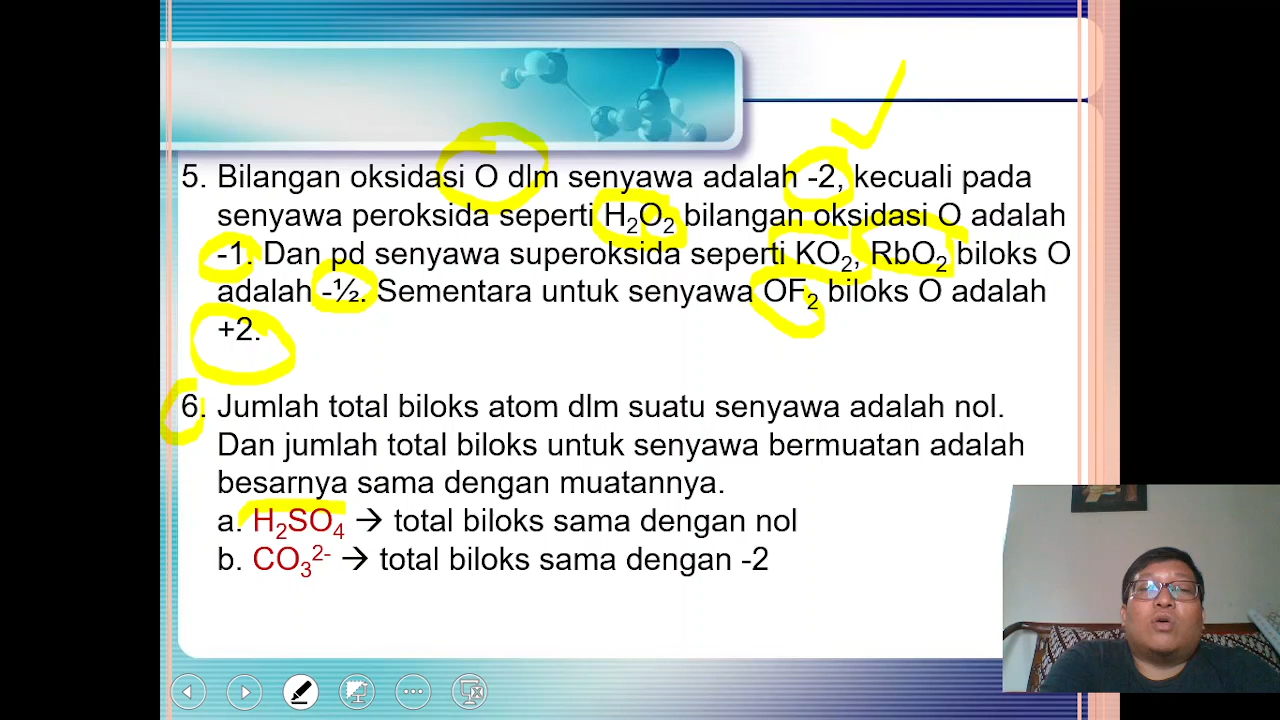 5. Bilangan oksidasi O dlm senyawa adalah -2, kecuali pada
senyawa peroksida seperti H₂O₂ bilangan oksidasi O adalah
-1. Dan pd senyawa superoksida seperti KO₂, RbO₂ biloks O
adalah -½. Sementara untuk senyawa OF₂ biloks O adalah
+2.
6. Jumlah total biloks atom dlm suatu senyawa adalah nol.
Dan jumlah total biloks untuk senyawa bermuatan adalah
besarnya sama dengan muatannya.
a. H₂SO₄ → total biloks sama dengan nol
b. CO₃²⁻ → total biloks sama dengan -2